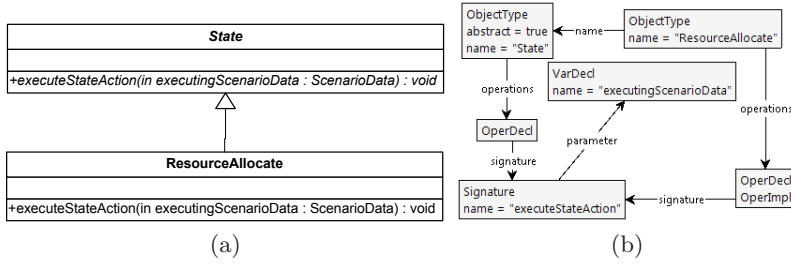 State
+executeStateAction(in executingScenarioData : ScenarioData) : void
ResourceAllocate
+executeStateAction(in executingScenarioData : ScenarioData) : void
(a)
ObjectType
abstract = true
name = "State"
name
ObjectType
name = "ResourceAllocate"
operations
VarDecl
name = "executingScenarioData"
operations
OperDecl
parameter
signature
Signature
name = "executeStateAction"
signature
OperDecl
OperImpl
(b)